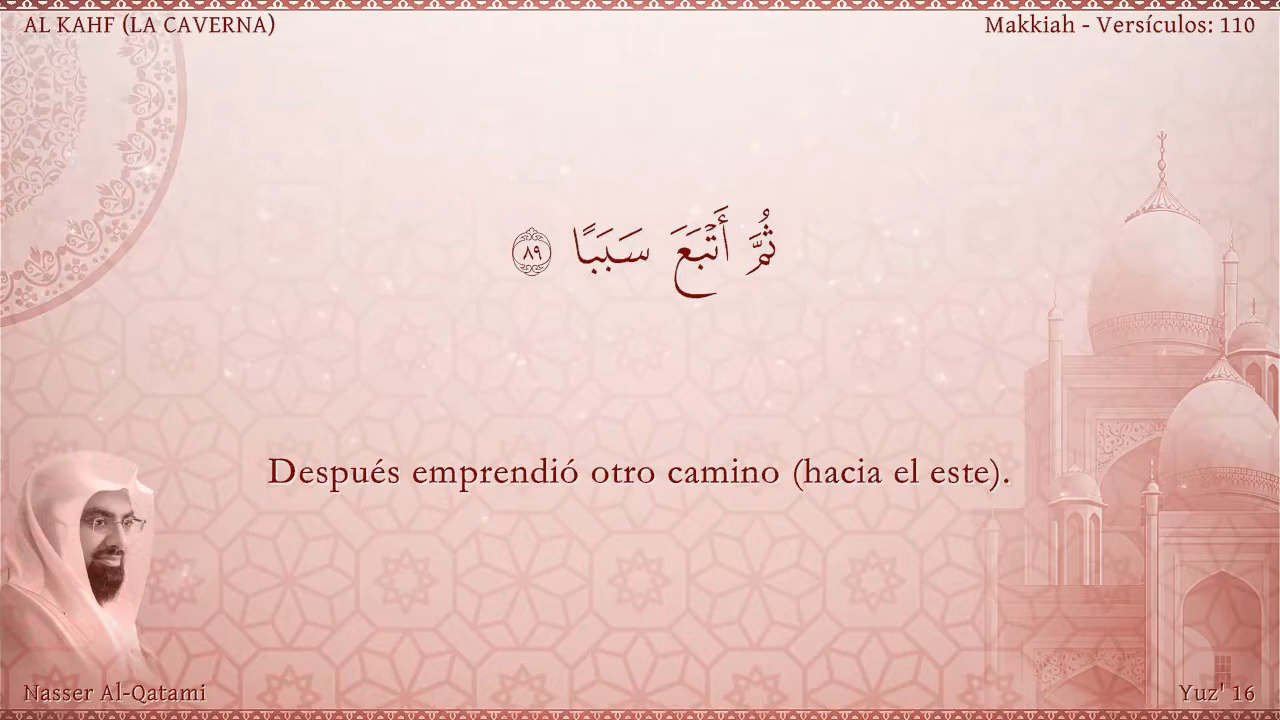 AL KAHF (LA CAVERNA)
Makkiah - Versículos: 110
ثُمَّ أَتْبَعَ سَبَبًا ٨٩
Después emprendió otro camino (hacia el este).
Nasser Al-Qatami
Yuz' 16